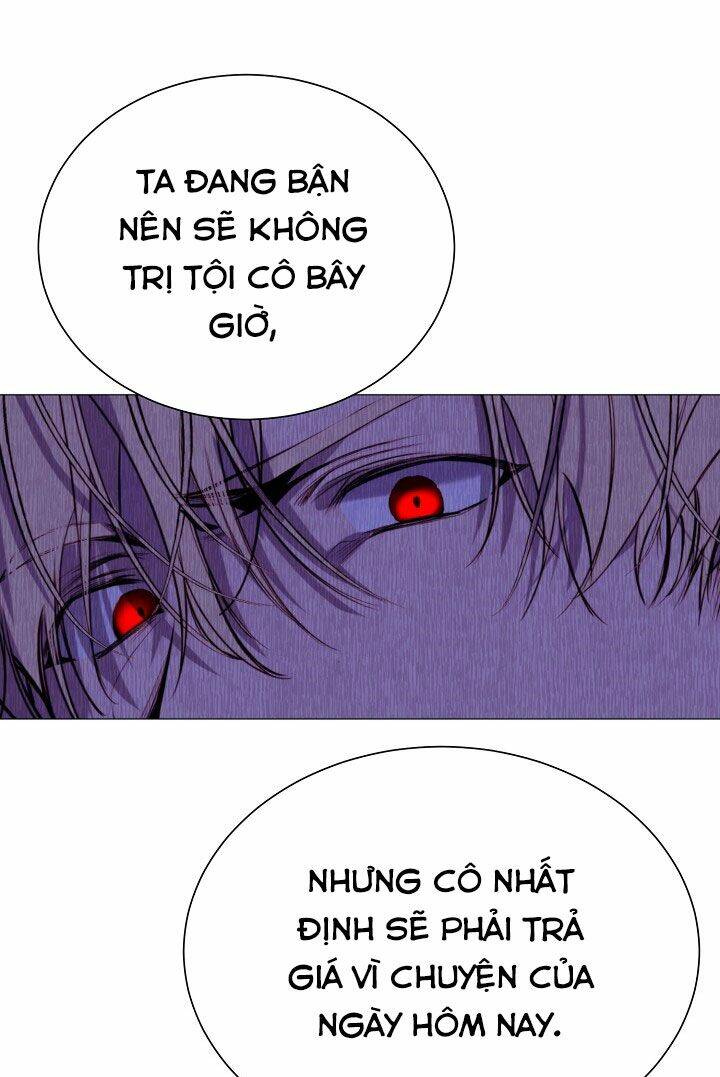 TA ĐANG BẬN
NÊN SẼ KHÔNG
TRỊ TỘI CÔ BÂY
GIỜ,
NHƯNG CÔ NHẤT
ĐỊNH SẼ PHẢI TRẢ
GIÁ VÌ CHUYỆN CỦA
NGÀY HÔM NAY.